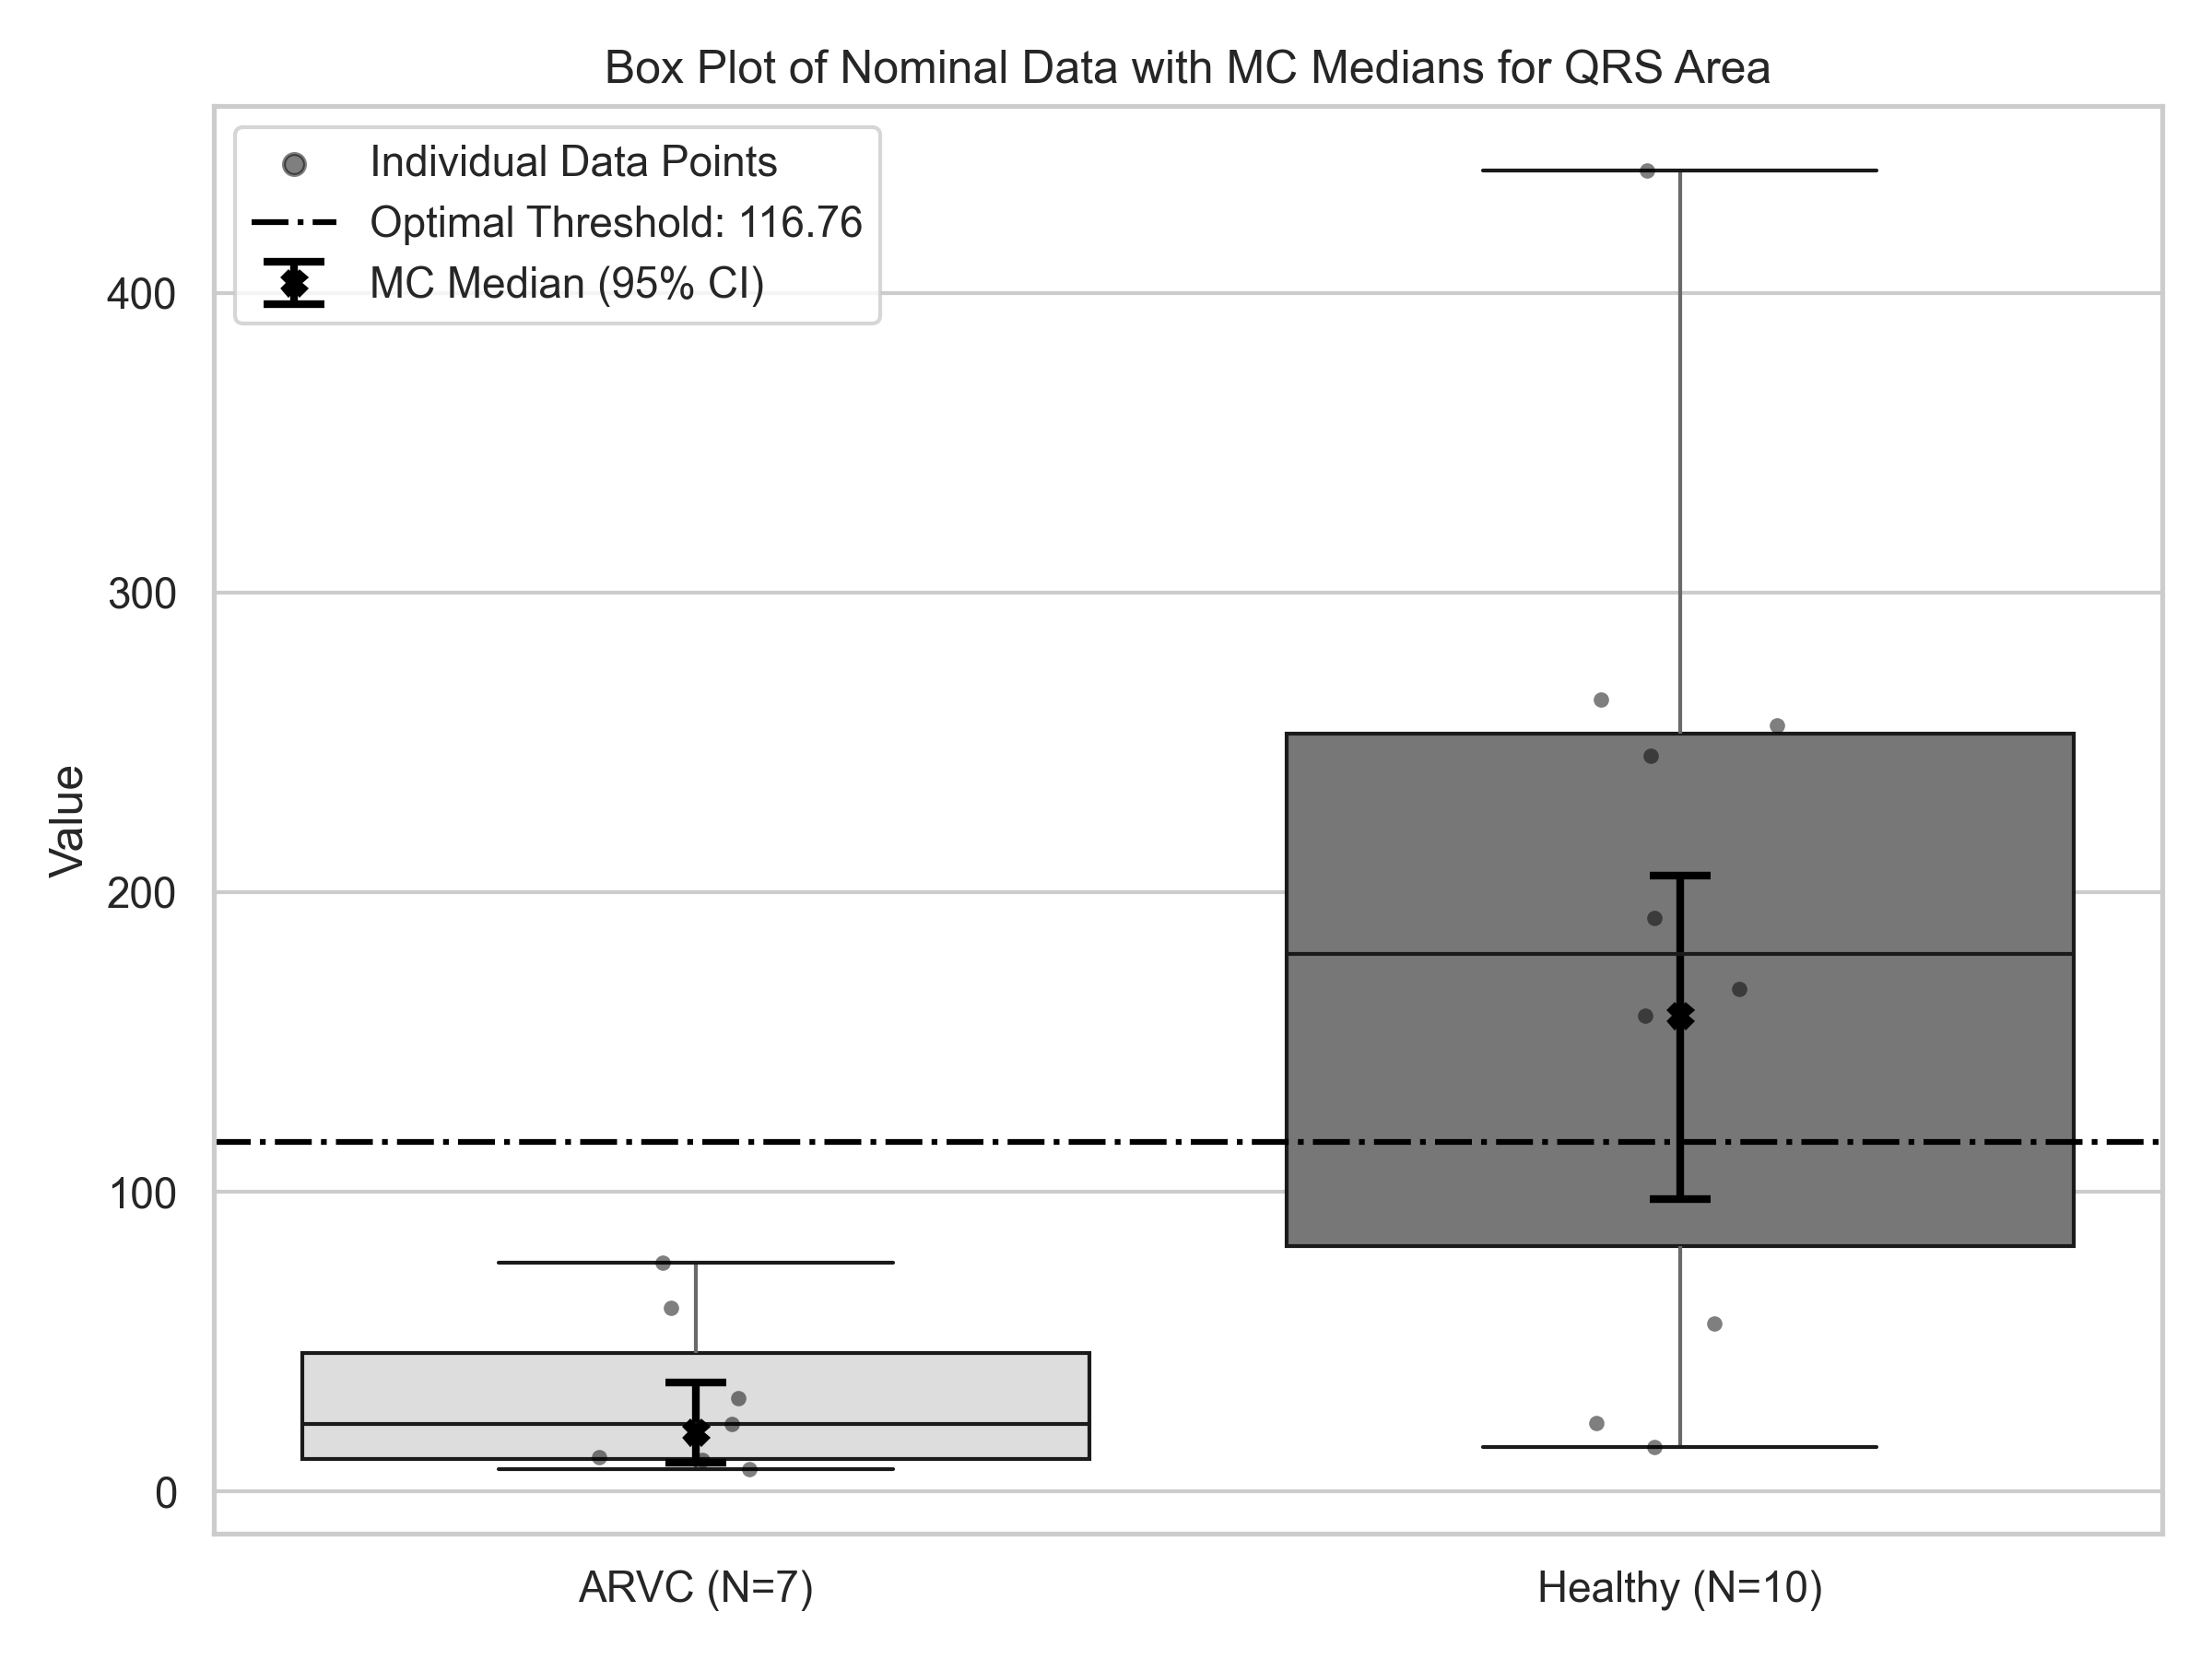 Box Plot of Nominal Data with MC Medians for QRS Area
Individual Data Points
Optimal Threshold: 116.76
MC Median (95% CI)
Value
400
300
200
100
0
ARVC (N=7)
Healthy (N=10)